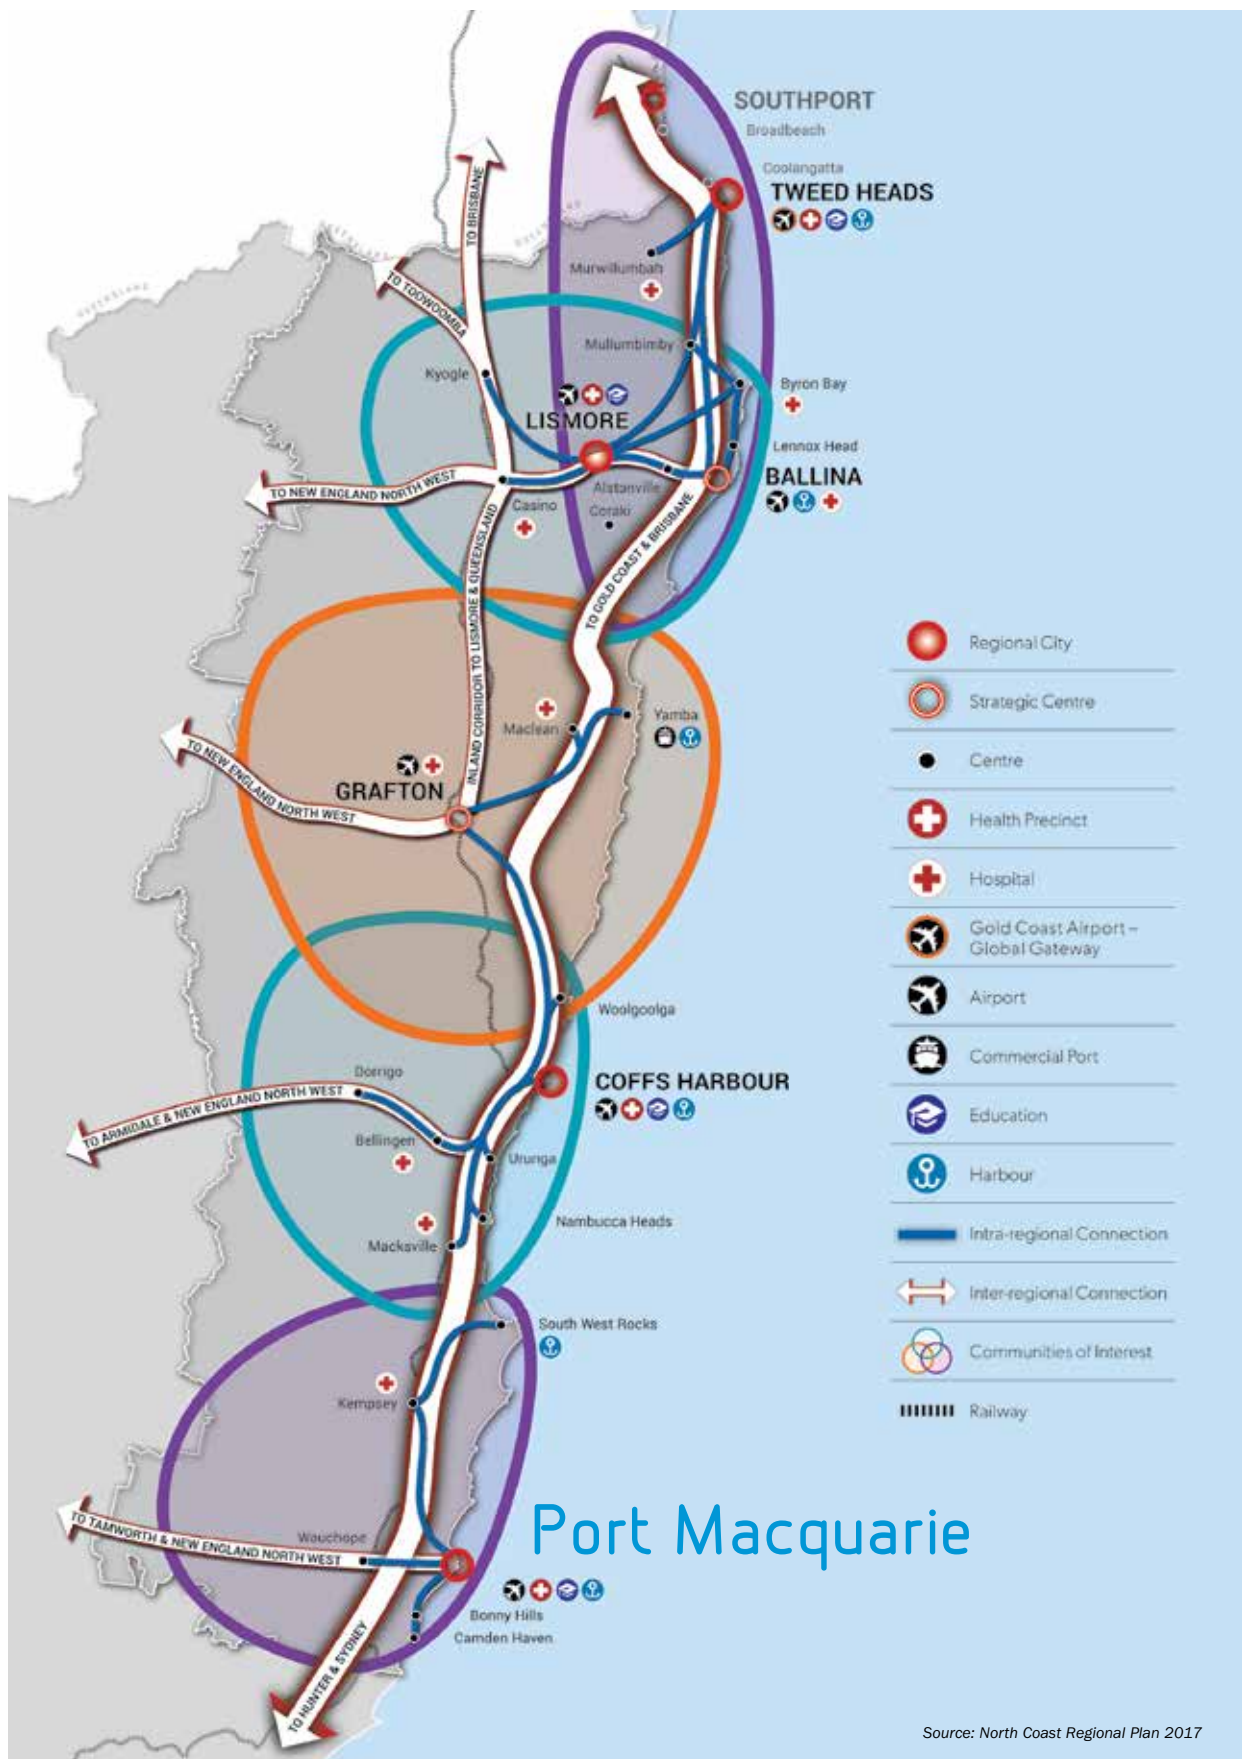 SOUTHPORT
Broadbeach
Coolangatta
TWEED HEADS
TO BRISBANE
QUEENSLAND
TO TOOWOOMBA
Murwillumbah
Mullumbimby
Kyogle
Byron Bay
LISMORE
Lennox Head
BALLINA
TO NEW ENGLAND NORTH WEST
Alstonville
Casino
Coraki
TO GOLD COAST & BRISBANE
INLAND CORRIDOR TO LISMORE & QUEENSLAND
Maclean
Yamba
TO NEW ENGLAND NORTH WEST
GRAFTON
Woolgoolga
Dorrigo
COFFS HARBOUR
TO ARMIDALE & NEW ENGLAND NORTH WEST
Bellingen
Urunga
Nambucca Heads
Macksville
South West Rocks
Kempsey
Port Macquarie
TO TAMWORTH & NEW ENGLAND NORTH WEST
Wauchope
Bonny Hills
Camden Haven
TO HUNTER & SYDNEY
Regional City
Strategic Centre
Centre
Health Precinct
Hospital
Gold Coast Airport –
Global Gateway
Airport
Commercial Port
Education
Harbour
Intra-regional Connection
Inter-regional Connection
Communities of Interest
Railway
Source: North Coast Regional Plan 2017